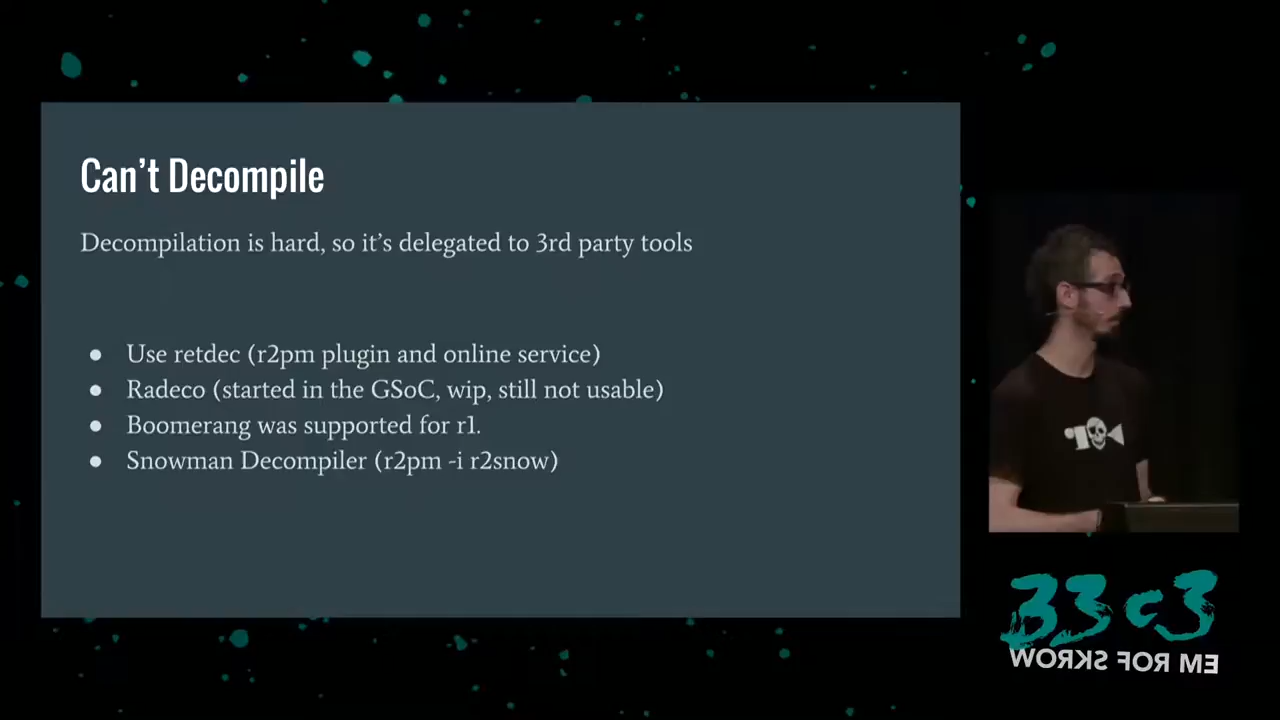 Can’t Decompile
Decompilation is hard, so it’s delegated to 3rd party tools
● Use retdec (r2pm plugin and online service)
● Radeco (started in the GSoC, wip, still not usable)
● Boomerang was supported for r1.
● Snowman Decompiler (r2pm -i r2snow)
33c3
WORKS FOR ME